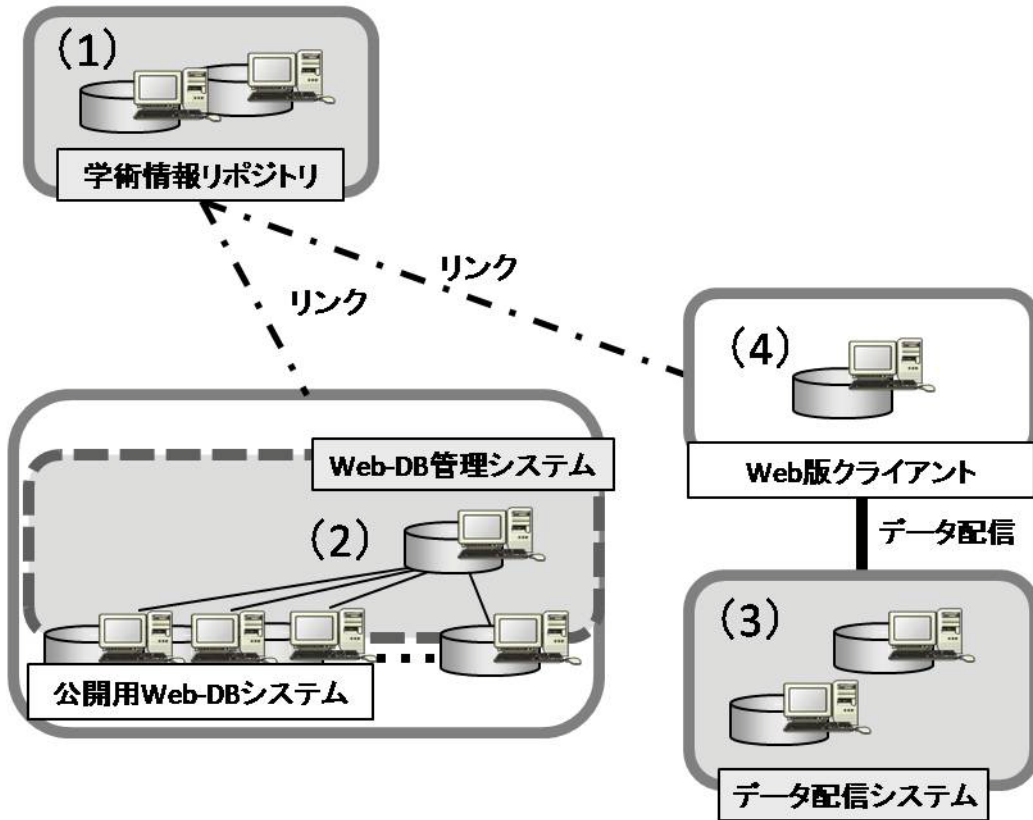 (1)
学術情報リポジトリ
リンク
リンク
(4)
Web版クライアント
Web-DB管理システム
(2)
データ配信
公開用Web-DBシステム
(3)
データ配信システム